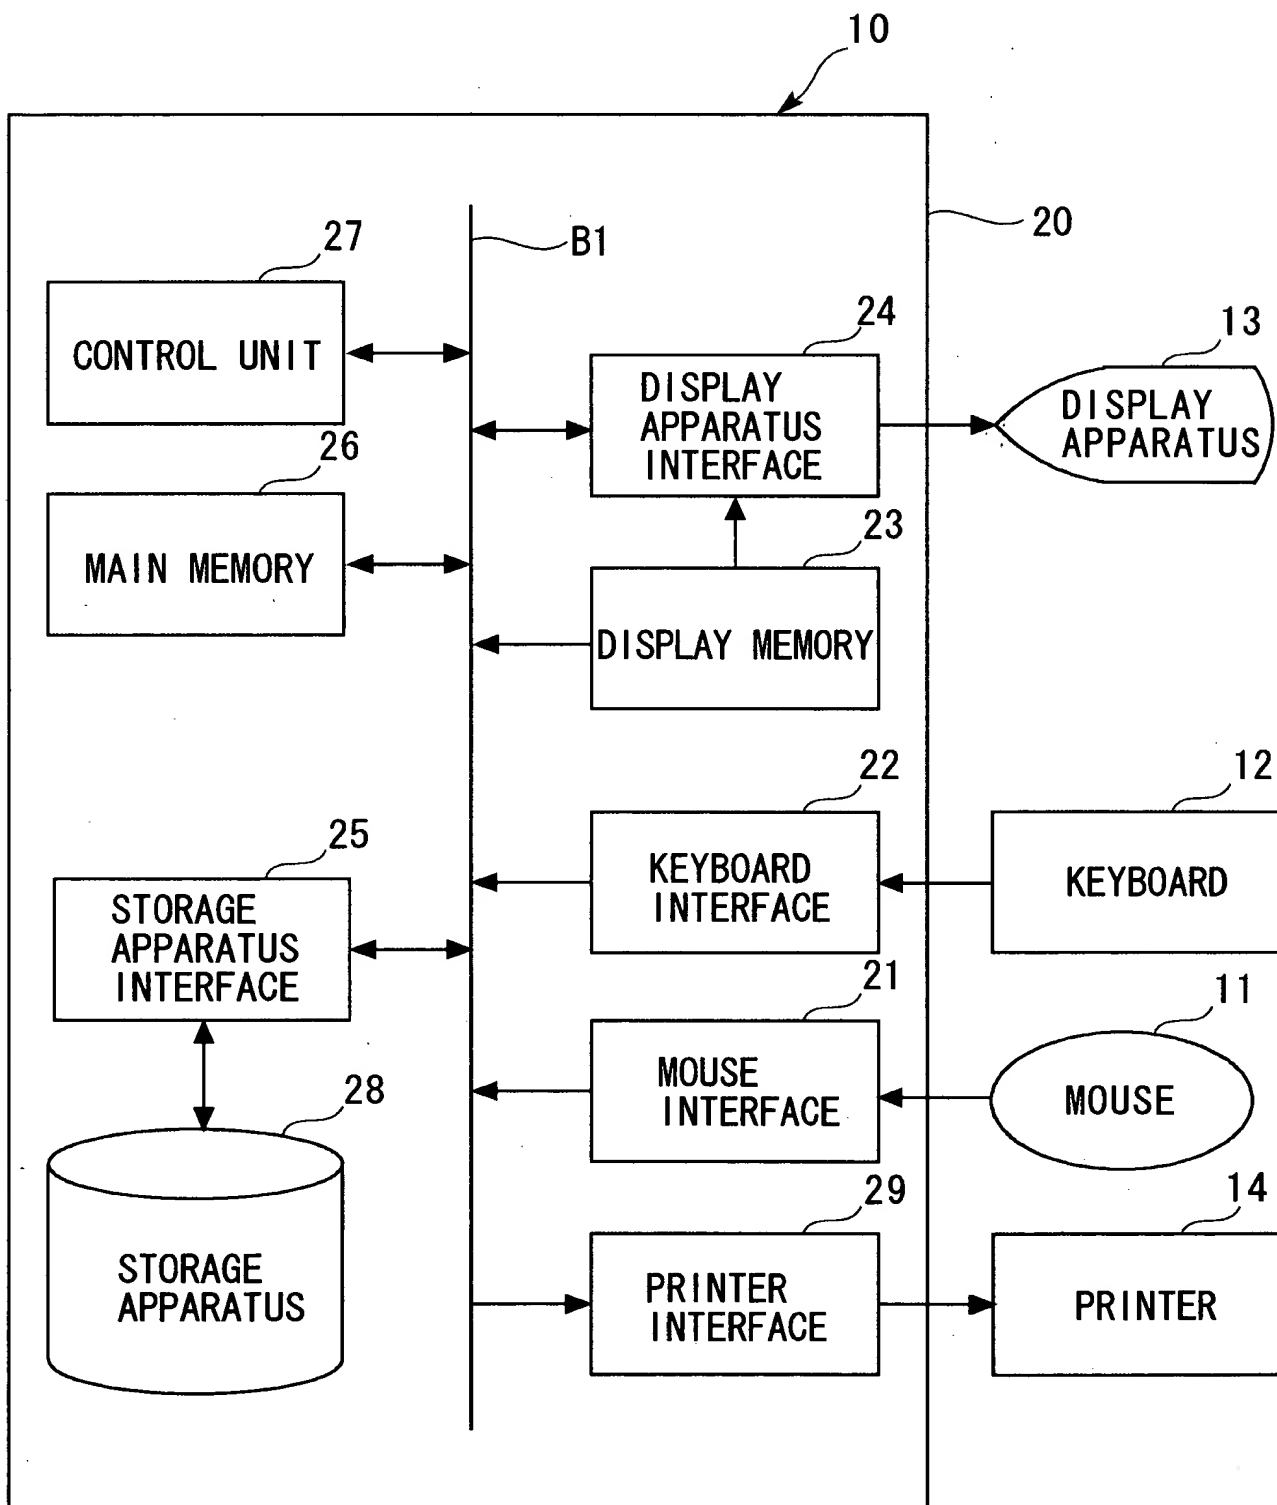 10
20
27
B1
CONTROL UNIT
24
DISPLAY
APPARATUS
INTERFACE
13
DISPLAY
APPARATUS
26
MAIN MEMORY
23
DISPLAY MEMORY
22
KEYBOARD
INTERFACE
12
KEYBOARD
25
STORAGE
APPARATUS
INTERFACE
21
MOUSE
INTERFACE
11
MOUSE
28
STORAGE
APPARATUS
29
PRINTER
INTERFACE
14
PRINTER